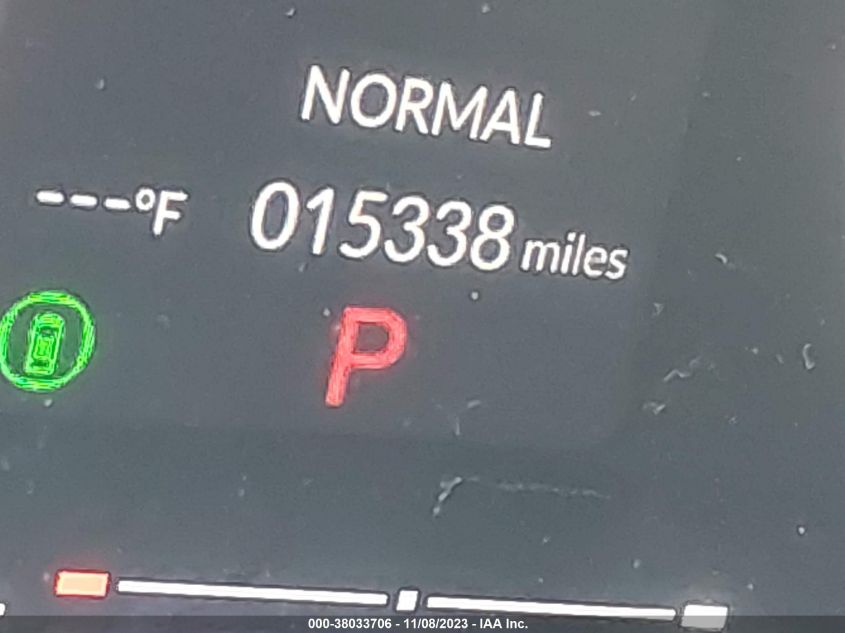 NORMAL
---°F 015338 miles
P
000-38033706 - 11/08/2023 - IAA Inc.